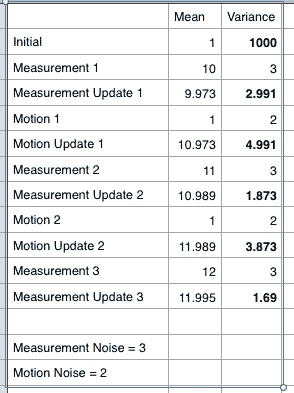 Mean Variance
Initial 1 1000
Measurement 1 10 3
Measurement Update 1 9.973 2.991
Motion 1 1 2
Motion Update 1 10.973 4.991
Measurement 2 11 3
Measurement Update 2 10.989 1.873
Motion 2 1 2
Motion Update 2 11.989 3.873
Measurement 3 12 3
Measurement Update 3 11.995 1.69
Measurement Noise = 3
Motion Noise = 2